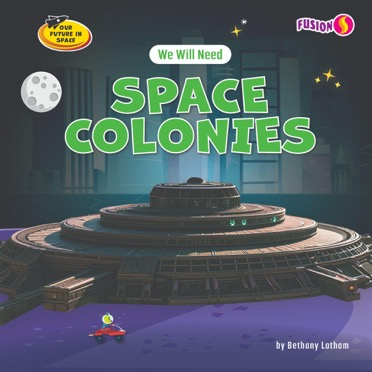 OUR
FUTURE IN
SPACE
FUSION
We Will Need
SPACE
COLONIES
by Bethany Latham